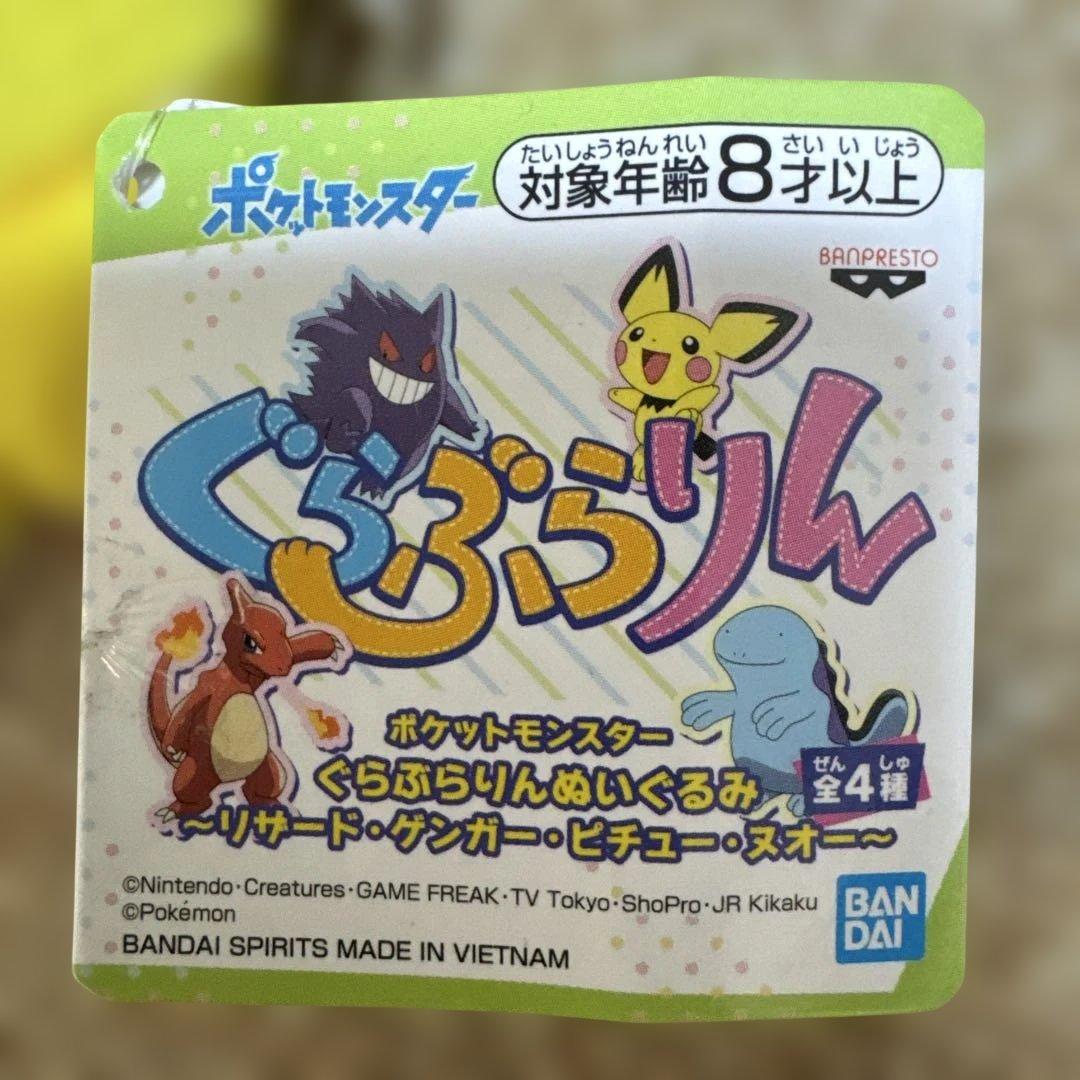 ポケットモンスター
たいしょうねんれい さい い じょう
対象年齢8才以上
BANPRESTO
ぐらぶらりん
ポケットモンスター
ぐらぶらりんぬいぐるみ
～リザード・ゲンガー・ピチュー・ヌオー～
ぜん しゅ
全4種
©Nintendo・Creatures・GAME FREAK・TV Tokyo・ShoPro・JR Kikaku
©Pokémon
BANDAI SPIRITS MADE IN VIETNAM
BAN
DAI